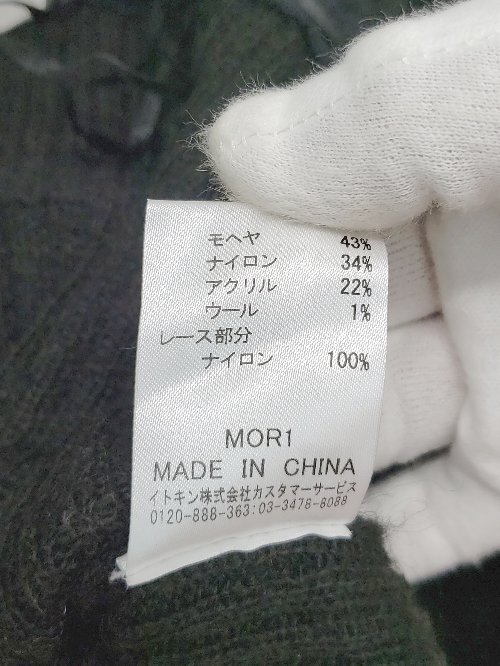 モヘヤ 43%
ナイロン 34%
アクリル 22%
ウール 1%
レース部分
ナイロン 100%
MOR1
MADE IN CHINA
イトキン株式会社カスタマーサービス
0120-888-363:03-3478-8088